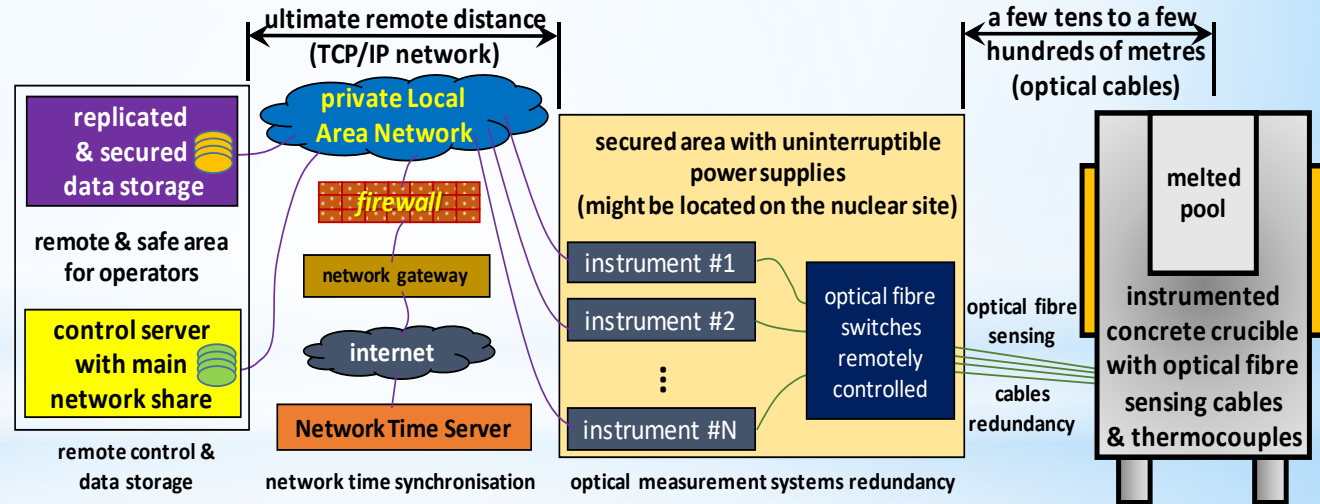 ultimate remote distance
(TCP/IP network)
a few tens to a few
hundreds of metres
(optical cables)
replicated
& secured
data storage
remote & safe area
for operators
control server
with main
network share
remote control &
data storage
private Local
Area Network
firewall
network gateway
internet
Network Time Server
network time synchronisation
secured area with uninterruptible
power supplies
(might be located on the nuclear site)
instrument #1
instrument #2
⋮
instrument #N
optical fibre
switches
remotely
controlled
optical measurement systems redundancy
optical fibre
sensing
cables
redundancy
melted
pool
instrumented
concrete crucible
with optical fibre
sensing cables
& thermocouples